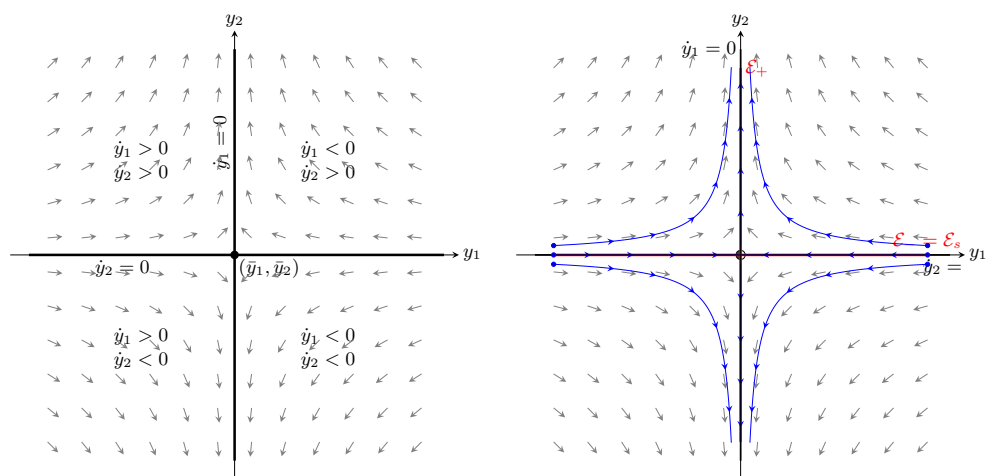 y₂
ẏ₁ = 0
ẏ₁ > 0
ẏ₂ > 0
ẏ₁ < 0
ẏ₂ > 0
y₁
ẏ₂ = 0
(ȳ₁, ȳ₂)
ẏ₁ > 0
ẏ₂ < 0
ẏ₁ < 0
ẏ₂ < 0
y₂
ẏ₁ = 0
ℰ₊
ℰ = ℰₛ
y₁
y₂ =